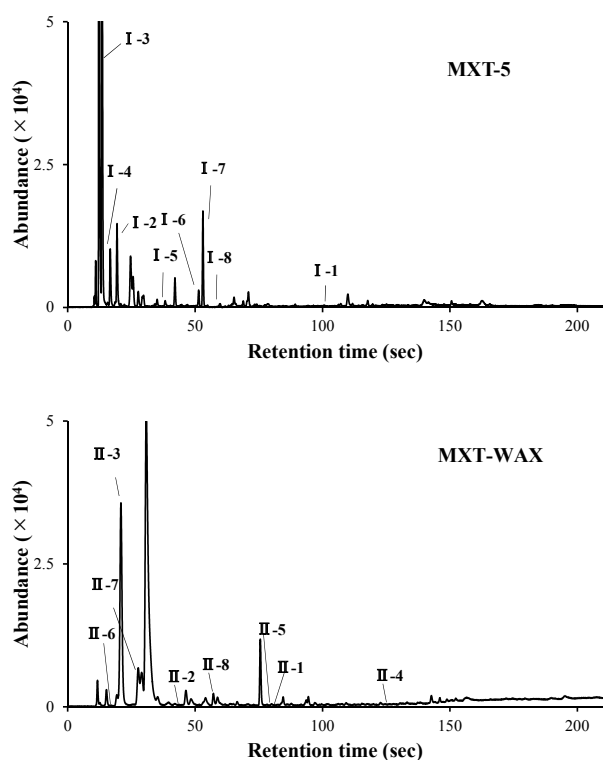 5
Ⅰ-3
MXT-5
Abundance (×10⁴)
Ⅰ-4
2.5
Ⅰ-7
Ⅰ-2 Ⅰ-6
Ⅰ-5 Ⅰ-8
Ⅰ-1
0
0 50 100 150 200
Retention time (sec)
5
Ⅱ-3
MXT-WAX
Abundance (×10⁴)
2.5
Ⅱ-7
Ⅱ-6
Ⅱ-5
Ⅱ-2 Ⅱ-8 Ⅱ-1 Ⅱ-4
0
0 50 100 150 200
Retention time (sec)